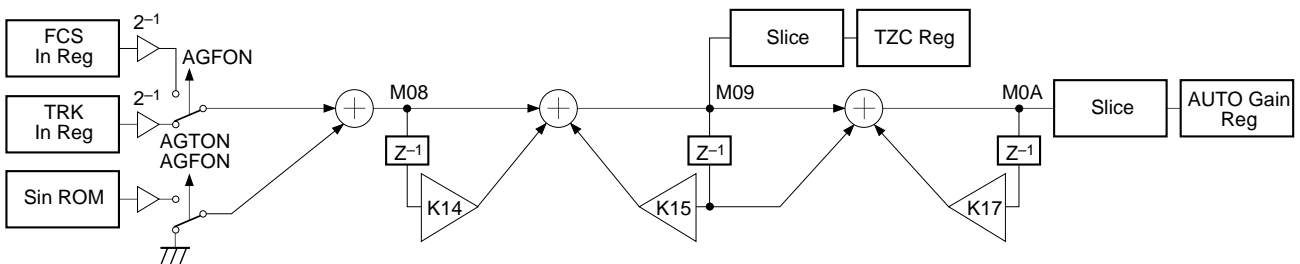 FCS
In Reg
2–1
AGFON
TRK
In Reg
2–1
AGTON
AGFON
Sin ROM
M08
Z–1
K14
Slice
TZC Reg
M09
Z–1
K15
M0A
Z–1
K17
Slice
AUTO Gain
Reg